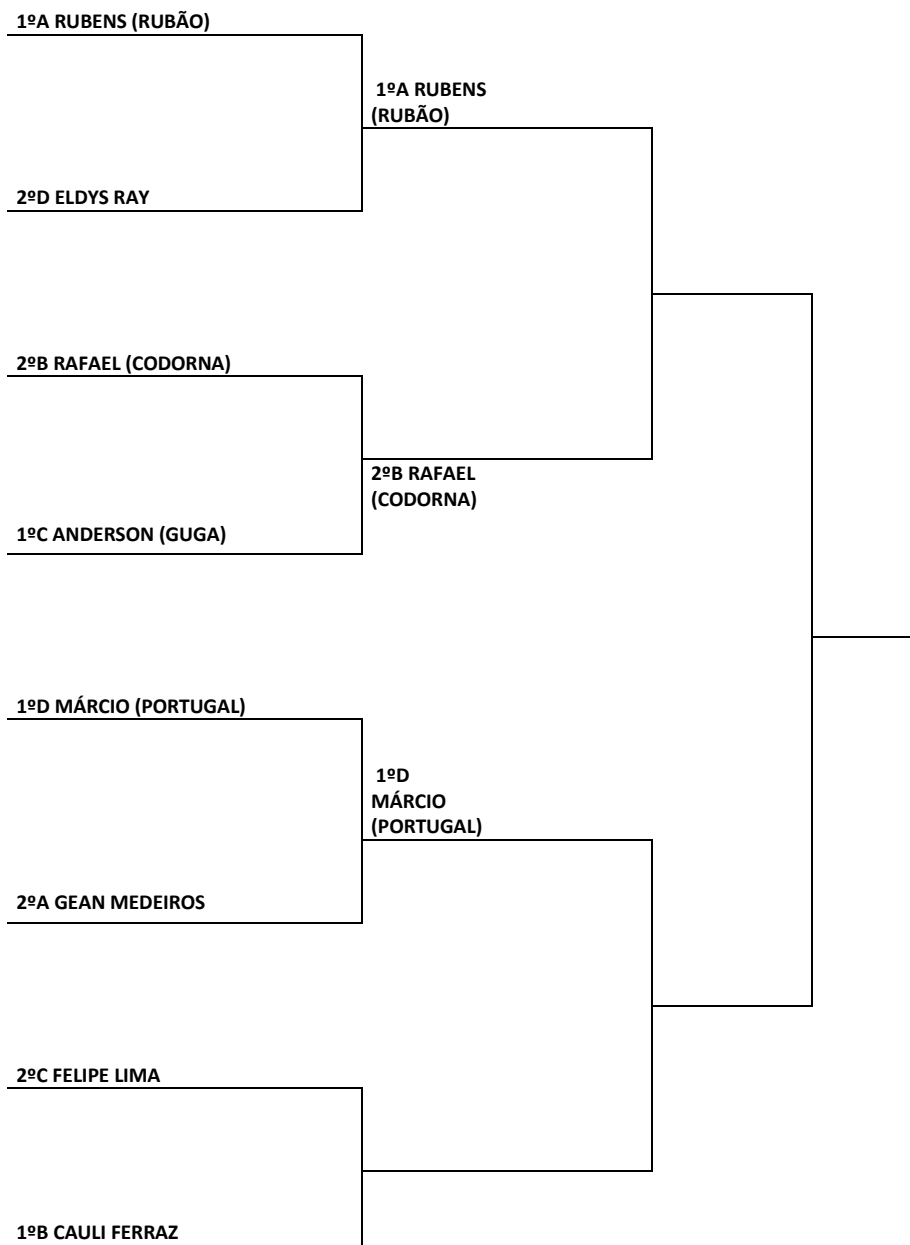 1ºA RUBENS (RUBÃO)
1ºA RUBENS
(RUBÃO)
2ºD ELDYS RAY
2ºB RAFAEL (CODORNA)
2ºB RAFAEL
(CODORNA)
1ºC ANDERSON (GUGA)
1ºD MÁRCIO (PORTUGAL)
1ºD
MÁRCIO
(PORTUGAL)
2ºA GEAN MEDEIROS
2ºC FELIPE LIMA
1ºB CAULI FERRAZ